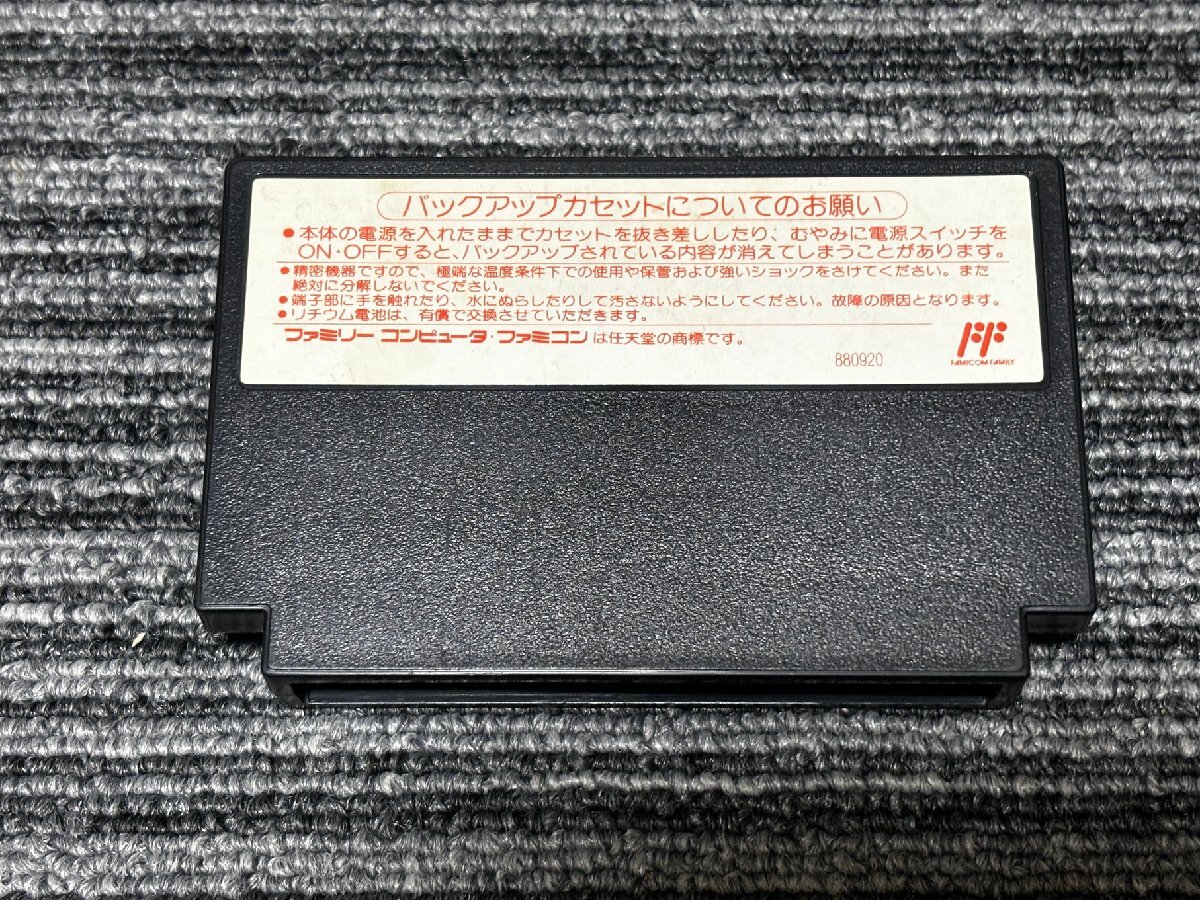 バックアップカセットについてのお願い
●本体の電源を入れたままでカセットを抜き差ししたり、むやみに電源スイッチを
ON・OFFすると、バックアップされている内容が消えてしまうことがあります。
●精密機器ですので、極端な温度条件下での使用や保管および強いショックをさけてください。また
絶対に分解しないでください。
●端子部に手を触れたり、水にぬらしたりして汚さないようにしてください。故障の原因となります。
●リチウム電池は、有償で交換させていただきます。
ファミリー コンピュータ・ファミコンは任天堂の商標です。
880920
FAMICOM FAMILY